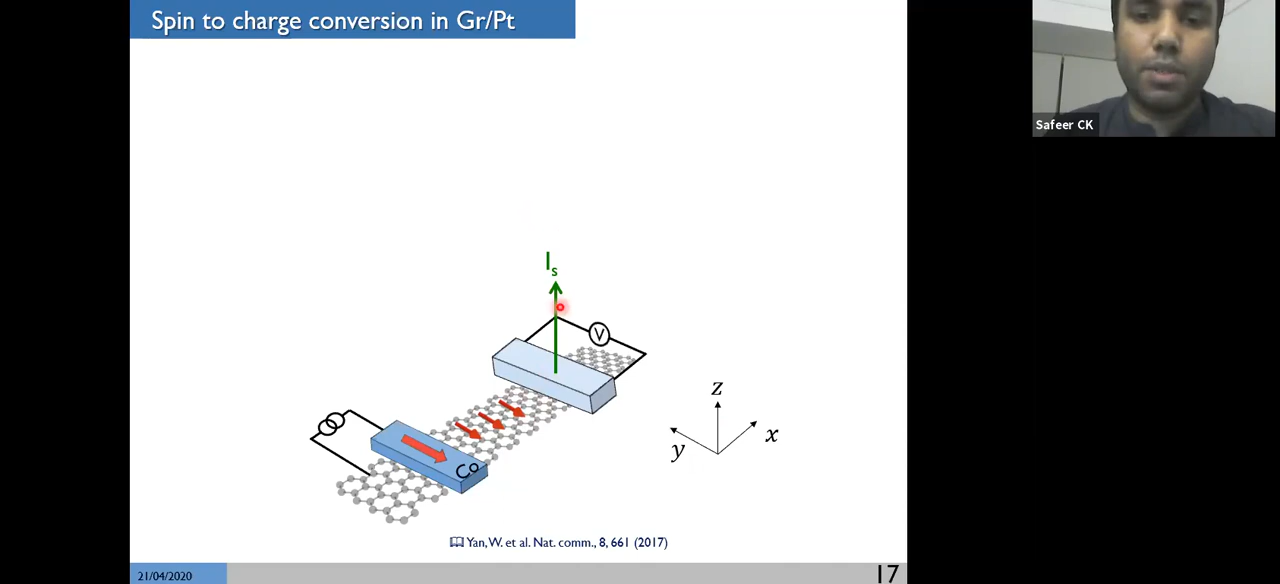 Spin to charge conversion in Gr/Pt
Safeer CK
Is
V
Co
z
x
y
Yan, W. et al. Nat. comm., 8, 661 (2017)
21/04/2020
17